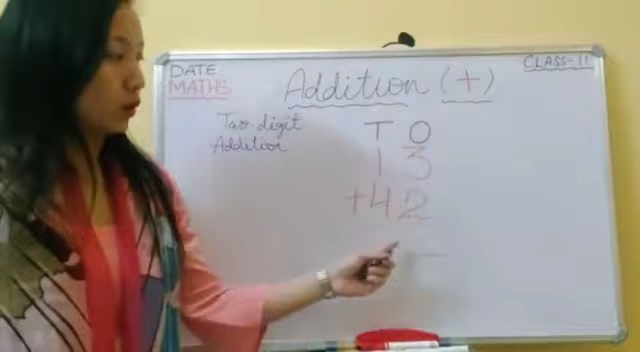 DATE
MATHS
Addition (+)
CLASS-II
Two-digit
Addition
T O
1 3
+4 2